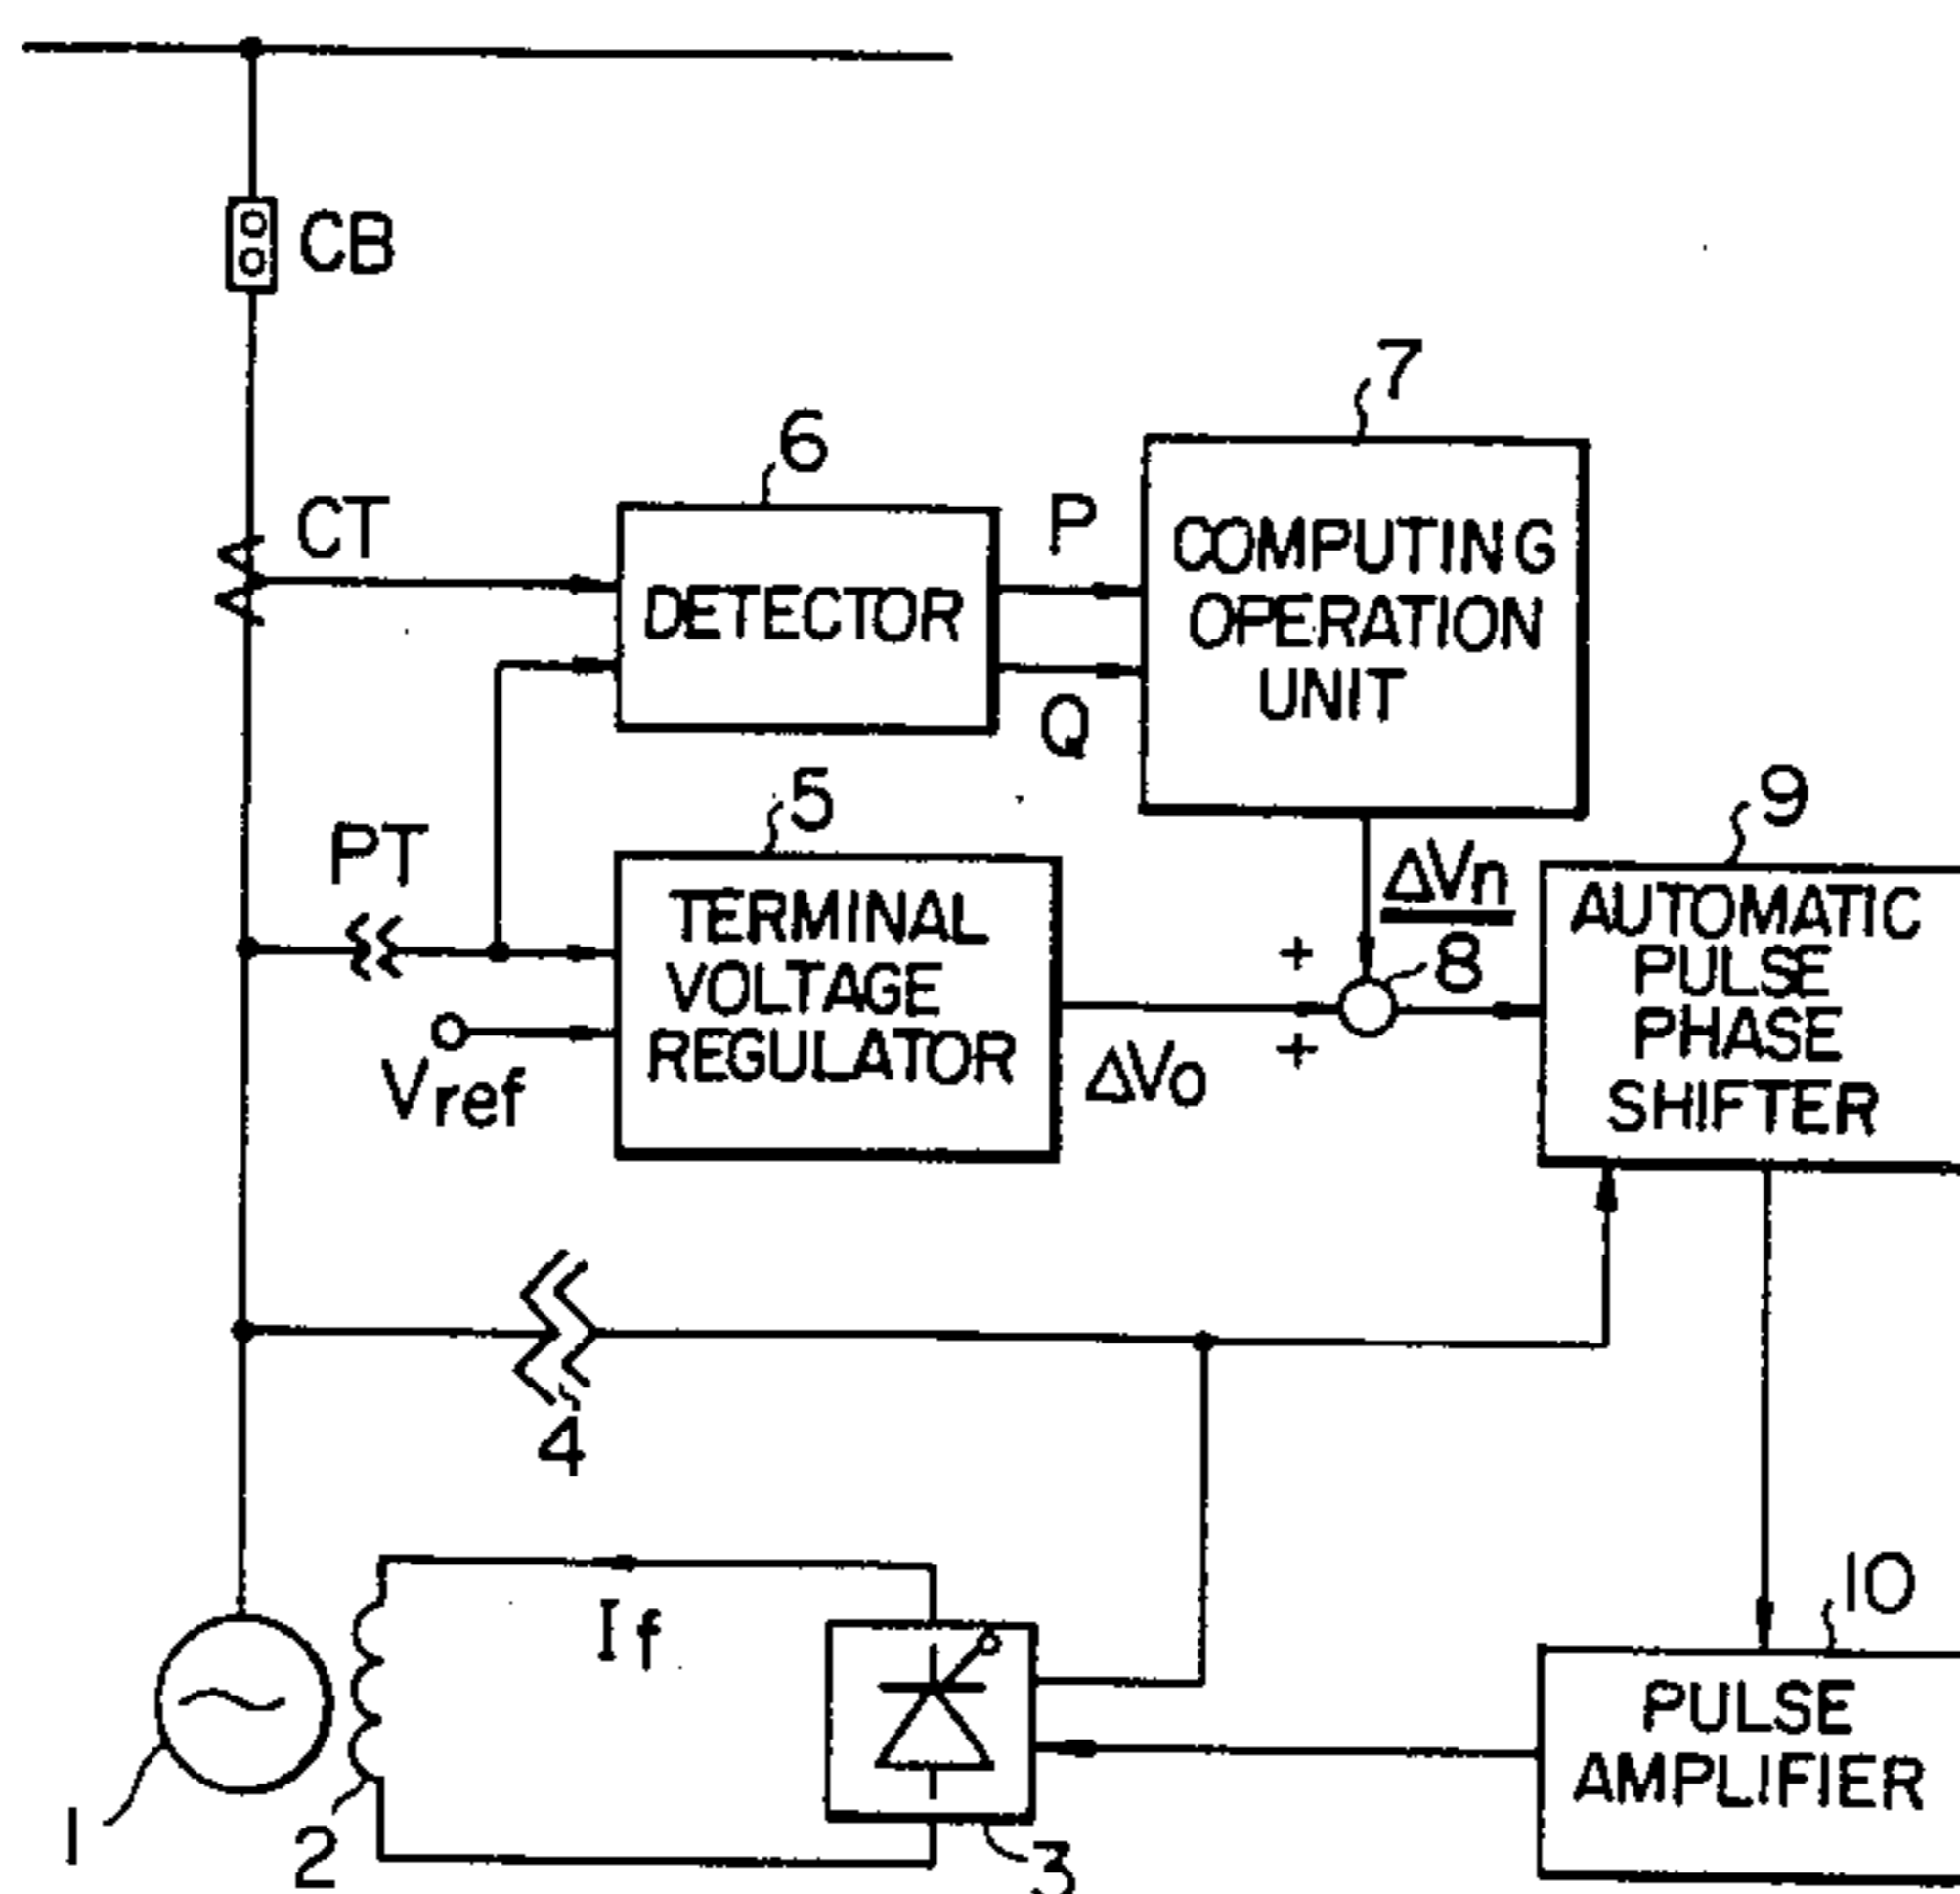 CB
7
6
CT
P
COMPUTING
OPERATION
UNIT
DETECTOR
Q
5
9
PT
ΔVn
TERMINAL
VOLTAGE
REGULATOR
AUTOMATIC
PULSE
PHASE
SHIFTER
+
8
+
Vref
ΔVo
4
10
If
PULSE
AMPLIFIER
1
2
3